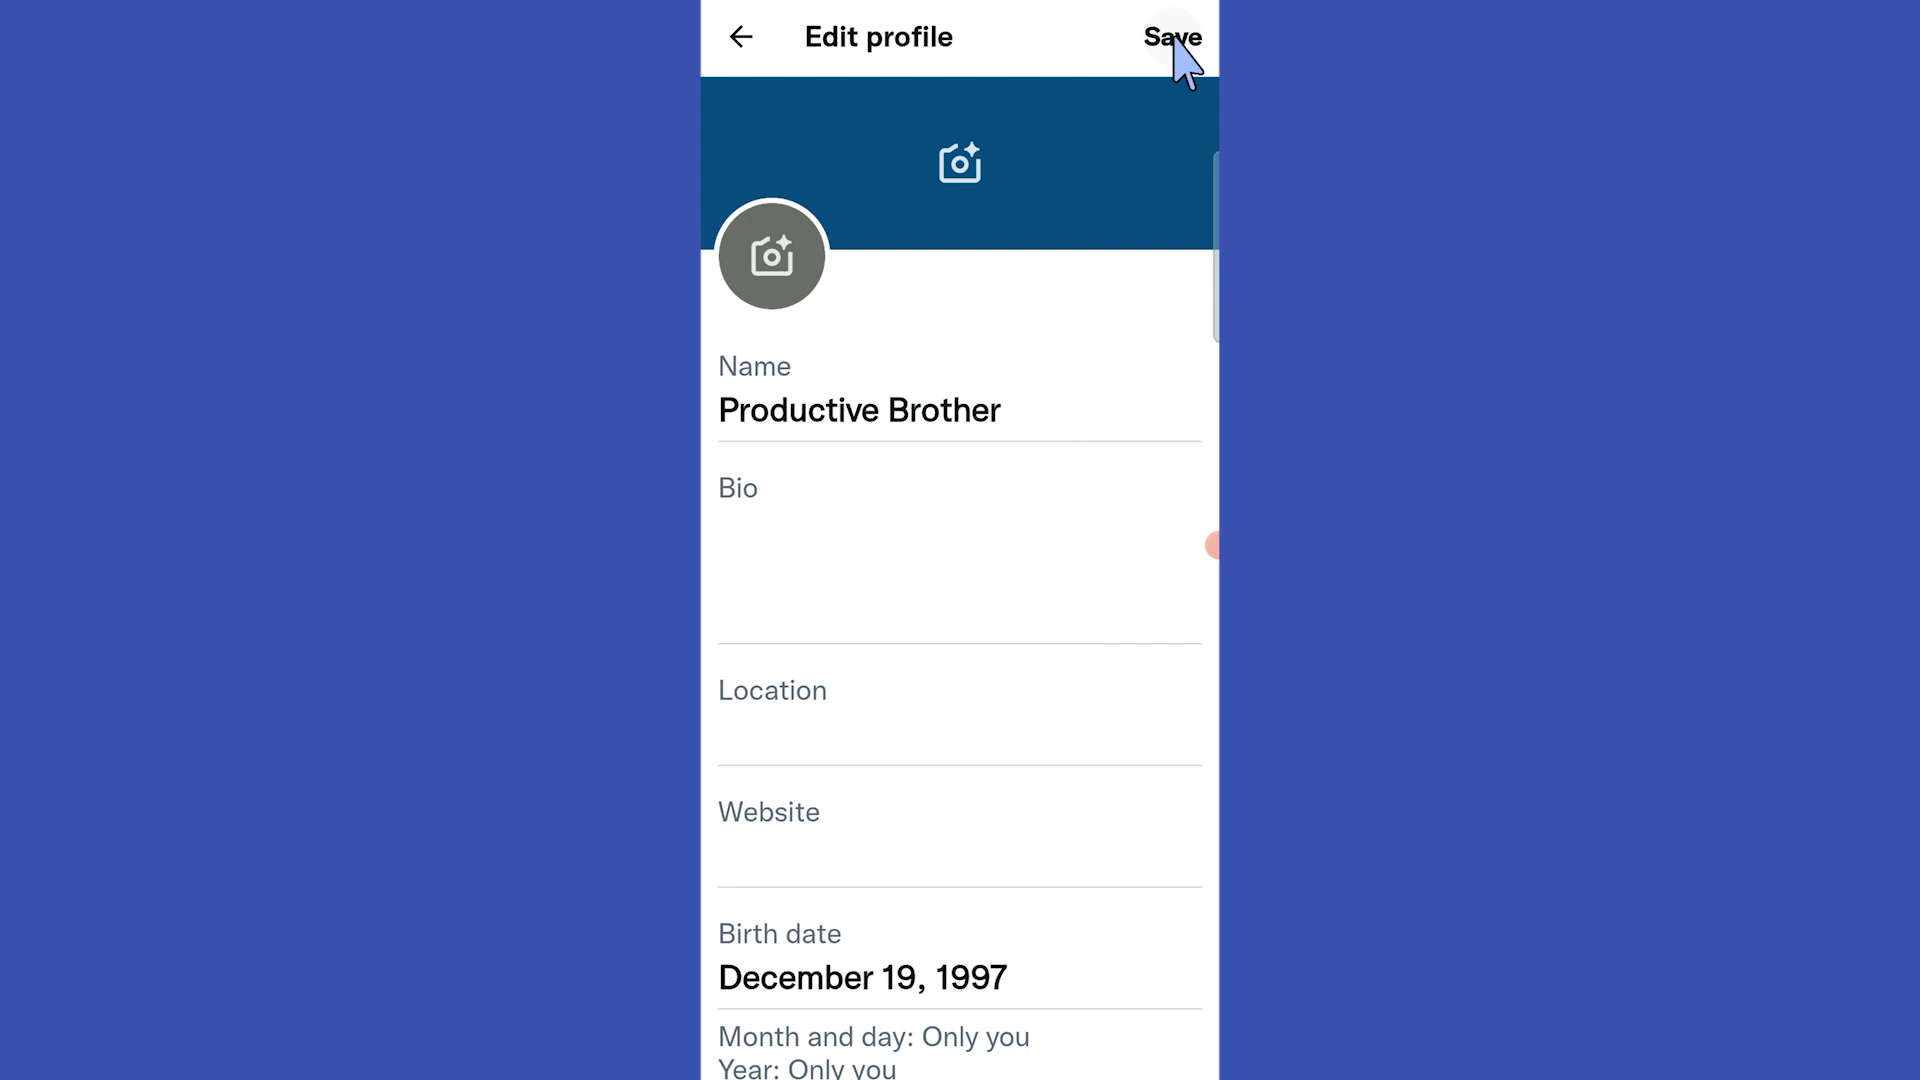 Edit profile
Save
Name
Productive Brother
Bio
Location
Website
Birth date
December 19, 1997
Month and day: Only you
Year: Only you